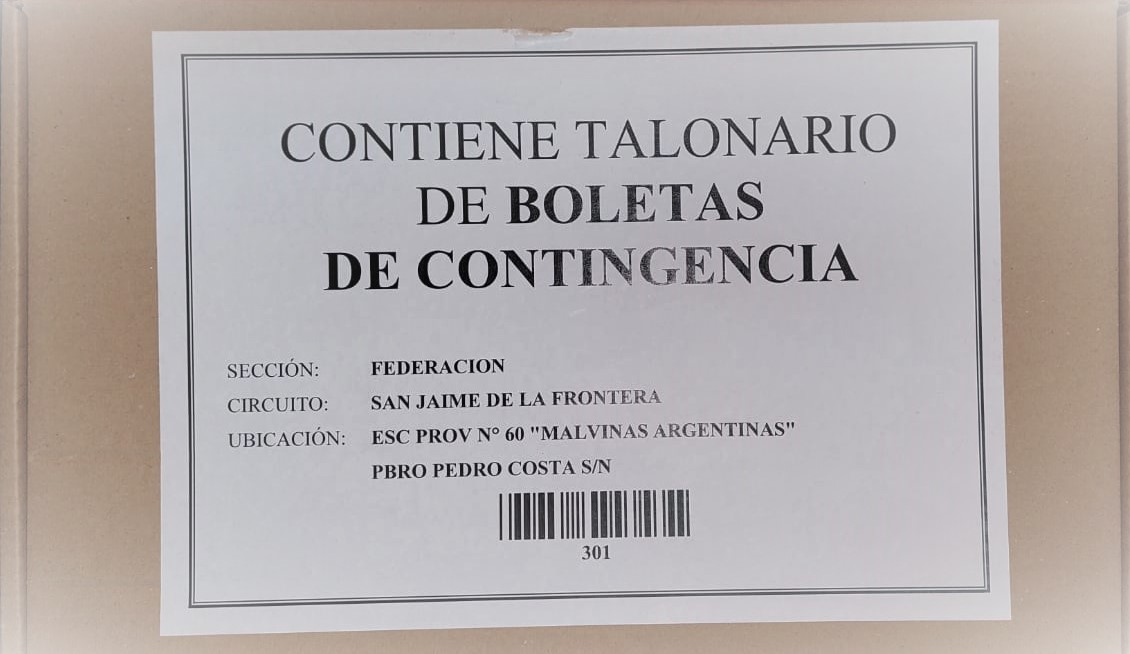 CONTIENE TALONARIO
DE BOLETAS
DE CONTINGENCIA
SECCIÓN: FEDERACION
CIRCUITO: SAN JAIME DE LA FRONTERA
UBICACIÓN: ESC PROV N° 60 "MALVINAS ARGENTINAS"
PBRO PEDRO COSTA S/N
301